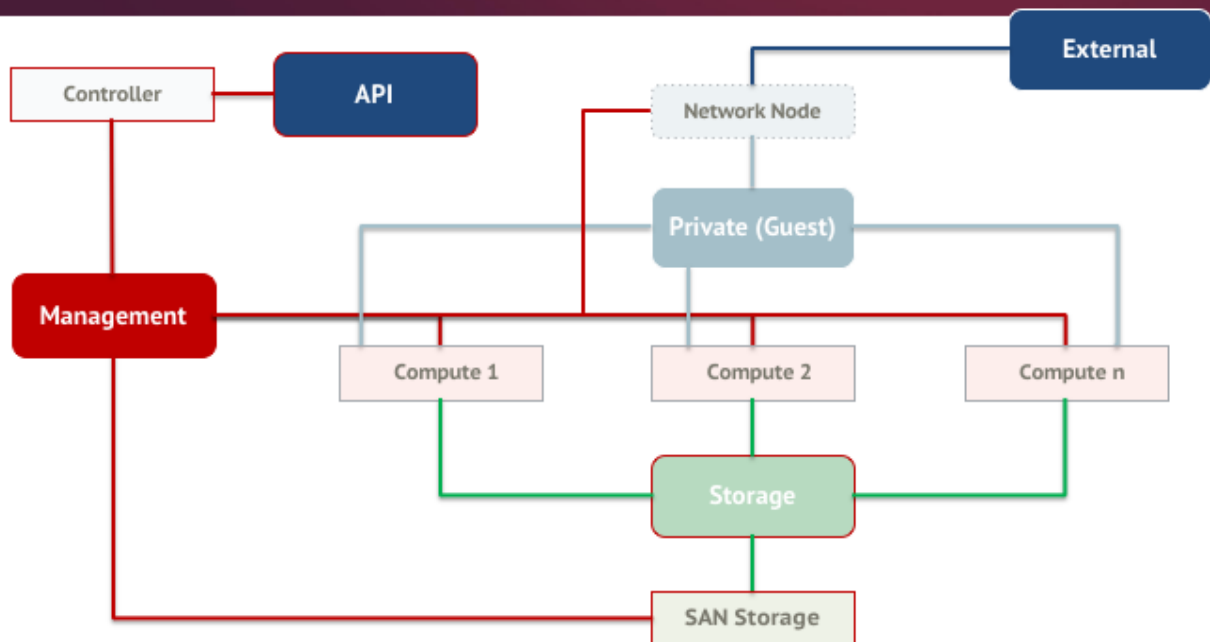 External
Controller
API
Network Node
Private (Guest)
Management
Compute 1
Compute 2
Compute n
Storage
SAN Storage